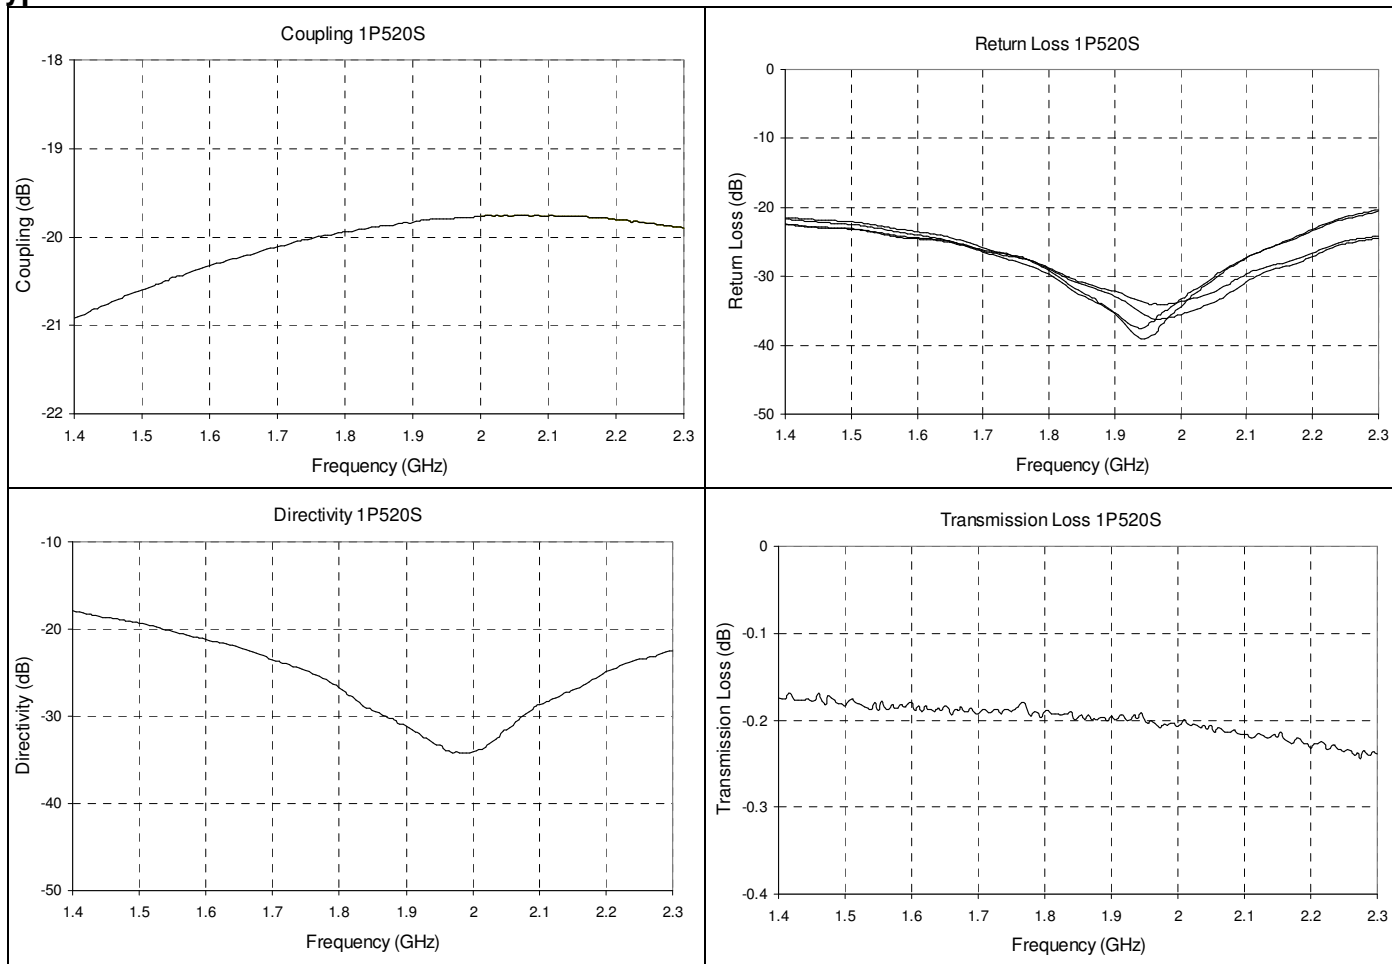 Coupling 1P520S
-18
-19
-20
-21
-22
Coupling (dB)
1.4 1.5 1.6 1.7 1.8 1.9 2 2.1 2.2 2.3
Frequency (GHz)
Return Loss 1P520S
0
-10
-20
-30
-40
-50
Return Loss (dB)
1.4 1.5 1.6 1.7 1.8 1.9 2 2.1 2.2 2.3
Frequency (GHz)
Directivity 1P520S
-10
-20
-30
-40
-50
Directivity (dB)
1.4 1.5 1.6 1.7 1.8 1.9 2 2.1 2.2 2.3
Frequency (GHz)
Transmission Loss 1P520S
0
-0.1
-0.2
-0.3
-0.4
Transmission Loss (dB)
1.4 1.5 1.6 1.7 1.8 1.9 2 2.1 2.2 2.3
Frequency (GHz)